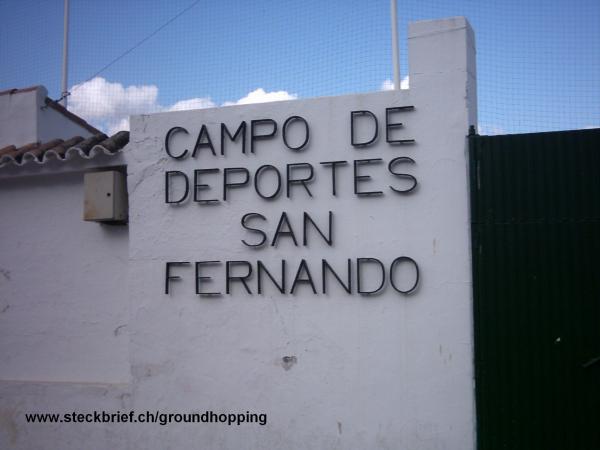 CAMPO DE
DEPORTES
SAN
FERNANDO
www.steckbrief.ch/groundhopping